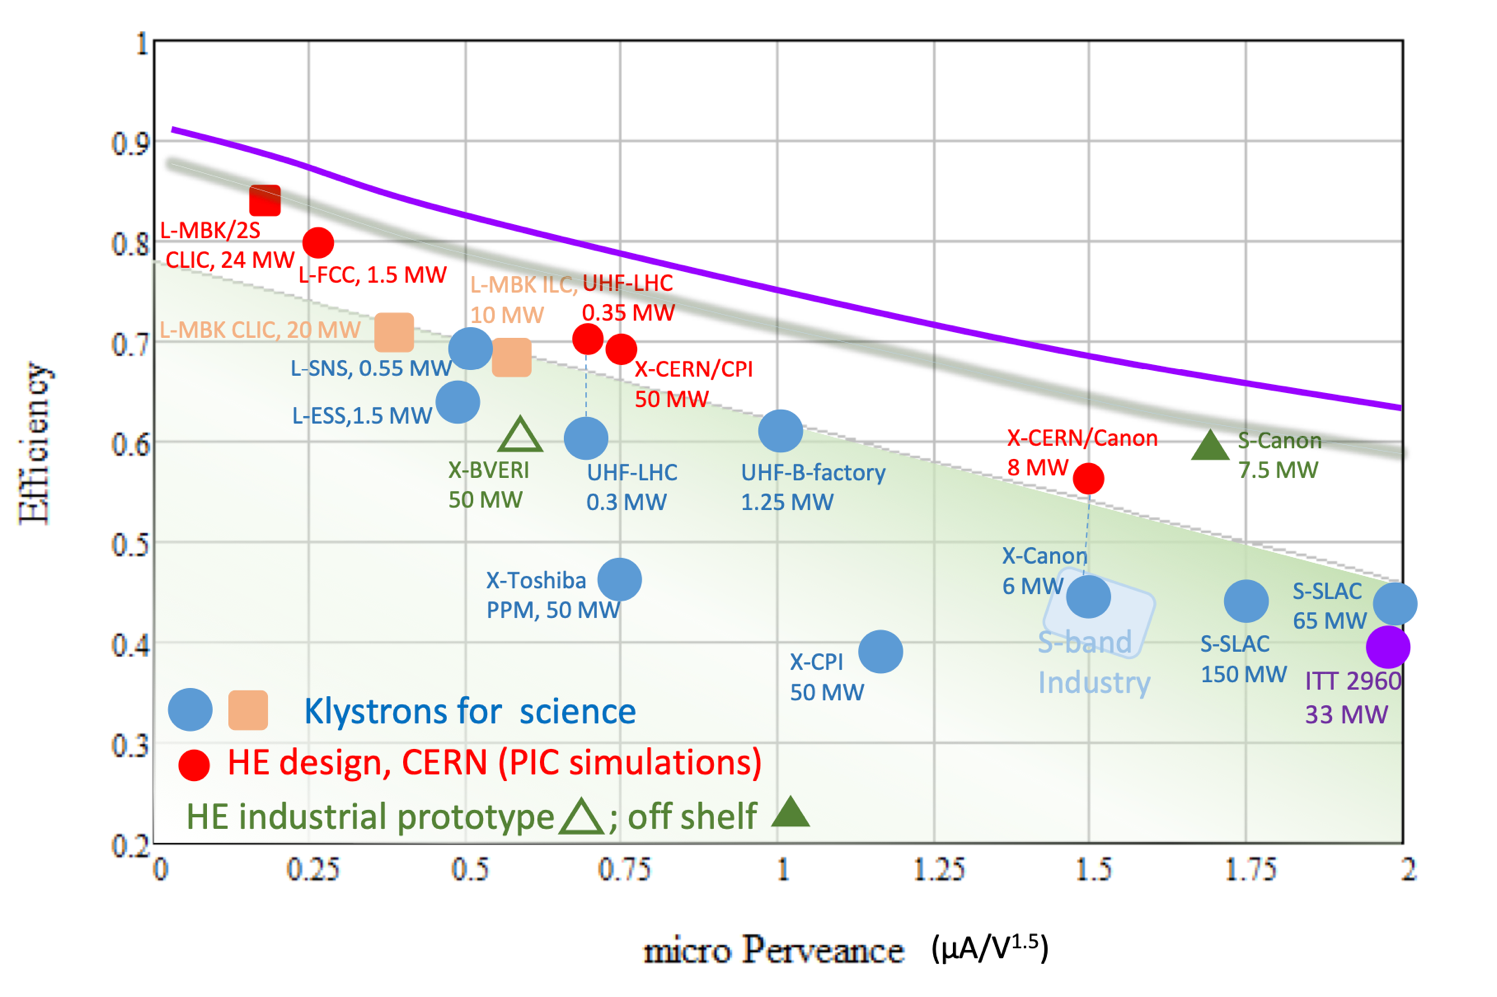 1
0.9
0.8
0.7
0.6
0.5
0.4
0.3
0.2
Efficiency
L-MBK/2S
CLIC, 24 MW
L-FCC, 1.5 MW
L-MBK ILC,
10 MW
UHF-LHC
0.35 MW
L-MBK CLIC, 20 MW
L-SNS, 0.55 MW
X-CERN/CPI
50 MW
L-ESS,1.5 MW
X-BVERI
50 MW
UHF-LHC
0.3 MW
UHF-B-factory
1.25 MW
X-CERN/Canon
8 MW
S-Canon
7.5 MW
X-Toshiba
PPM, 50 MW
X-Canon
6 MW
S-band
Industry
S-SLAC
65 MW
X-CPI
50 MW
S-SLAC
150 MW
ITT 2960
33 MW
Klystrons for science
HE design, CERN (PIC simulations)
HE industrial prototype ; off shelf
0 0.25 0.5 0.75 1 1.25 1.5 1.75 2
micro Perveance (μA/V1.5)